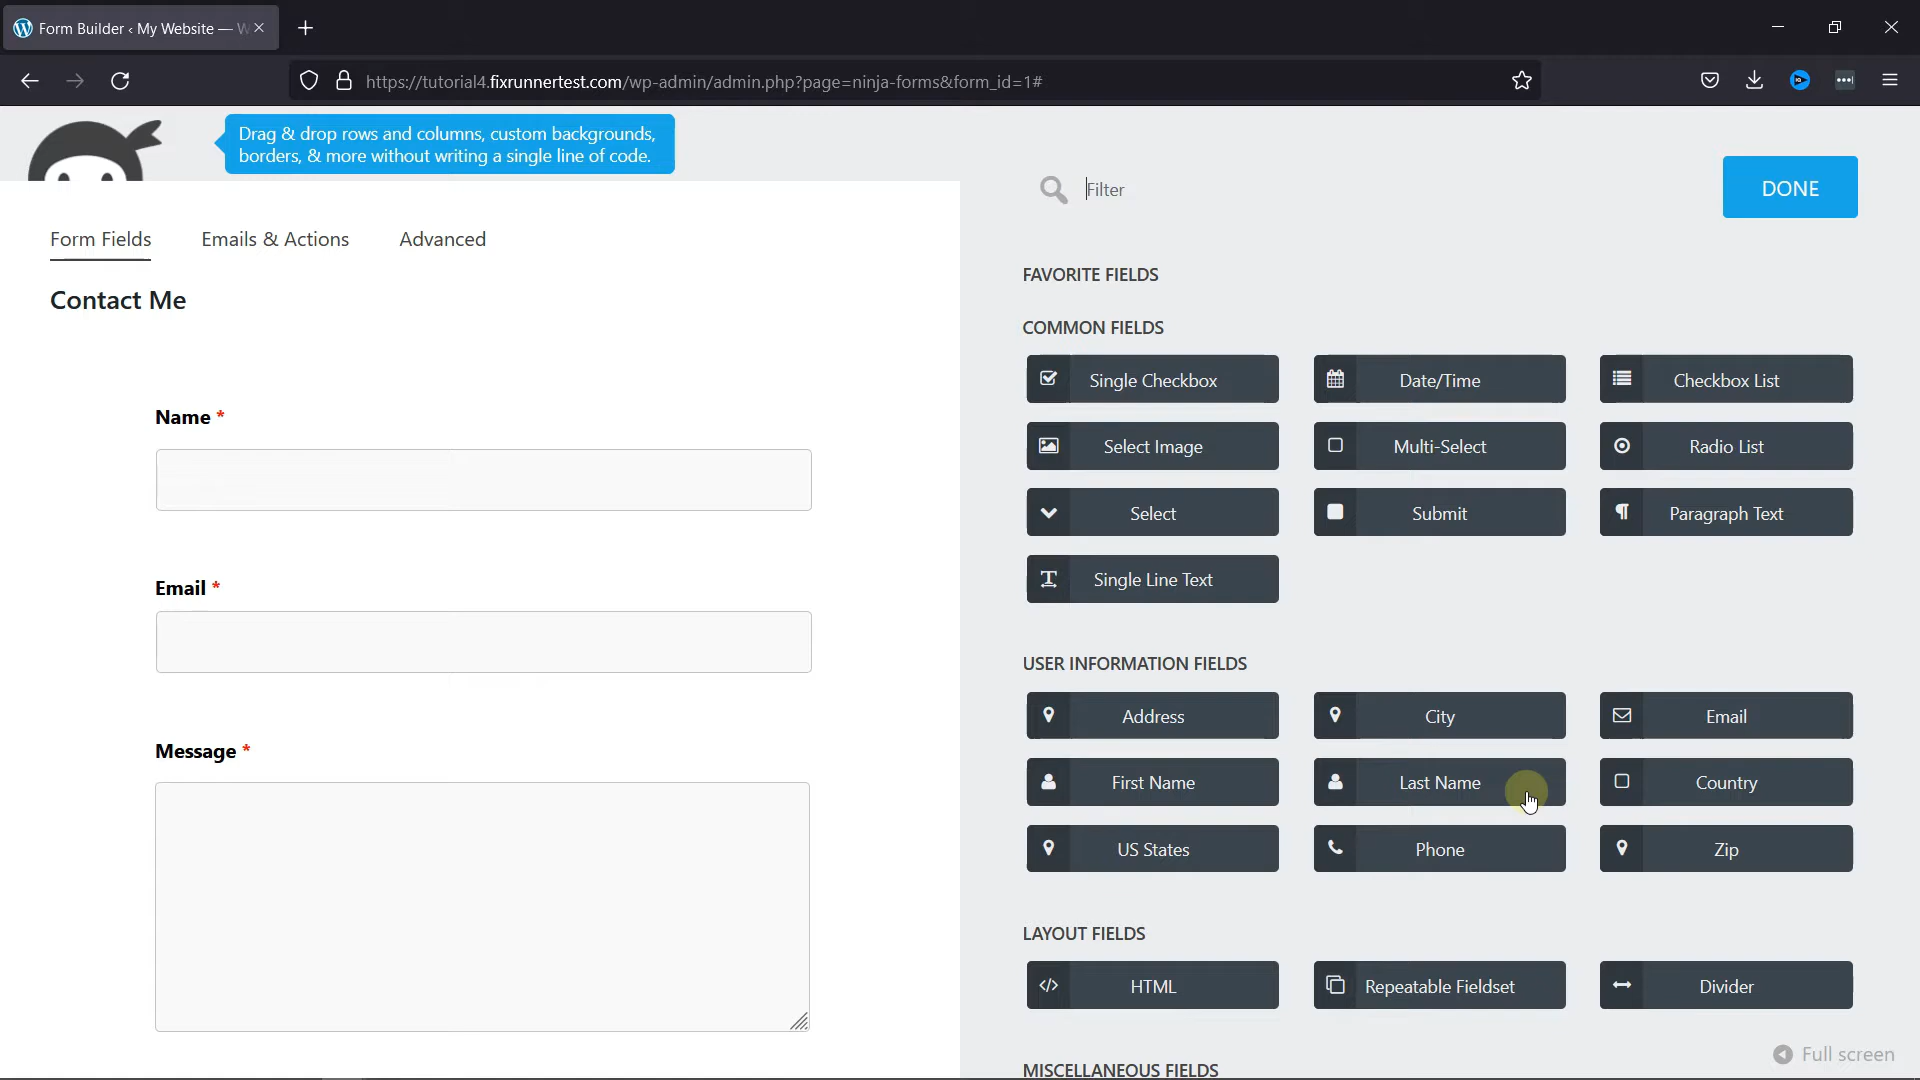 Form Builder ‹ My Website — W
https://tutorial4.fixrunnertest.com/wp-admin/admin.php?page=ninja-forms&form_id=1#
Drag & drop rows and columns, custom backgrounds,
borders, & more without writing a single line of code.
Filter
DONE
Form Fields
Emails & Actions
Advanced
Contact Me
Name *
Email *
Message *
FAVORITE FIELDS
COMMON FIELDS
Single Checkbox
Date/Time
Checkbox List
Select Image
Multi-Select
Radio List
Select
Submit
Paragraph Text
Single Line Text
USER INFORMATION FIELDS
Address
City
Email
First Name
Last Name
Country
US States
Phone
Zip
LAYOUT FIELDS
HTML
Repeatable Fieldset
Divider
Full screen
MISCELLANEOUS FIELDS